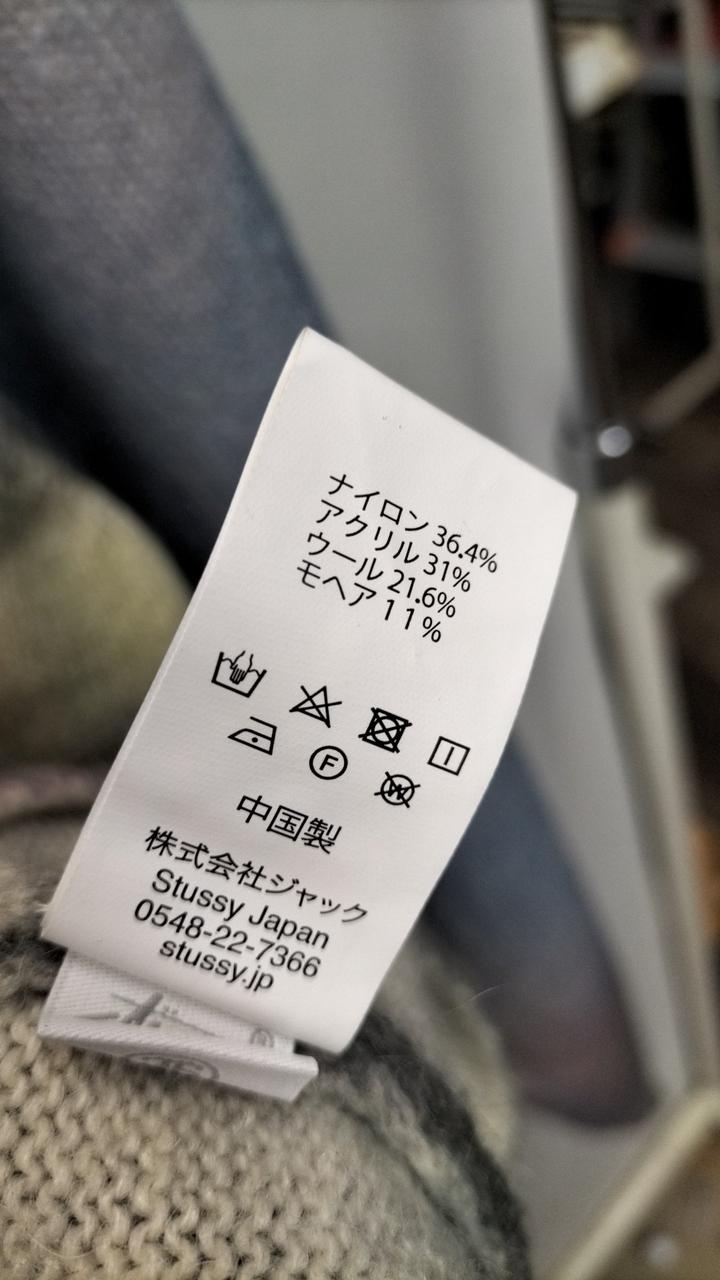 ナイロン 36.4%
アクリル 31%
ウール 21.6%
モヘア 11%
F
W
中国製
株式会社ジャック
Stussy Japan
0548-22-7366
stussy.jp